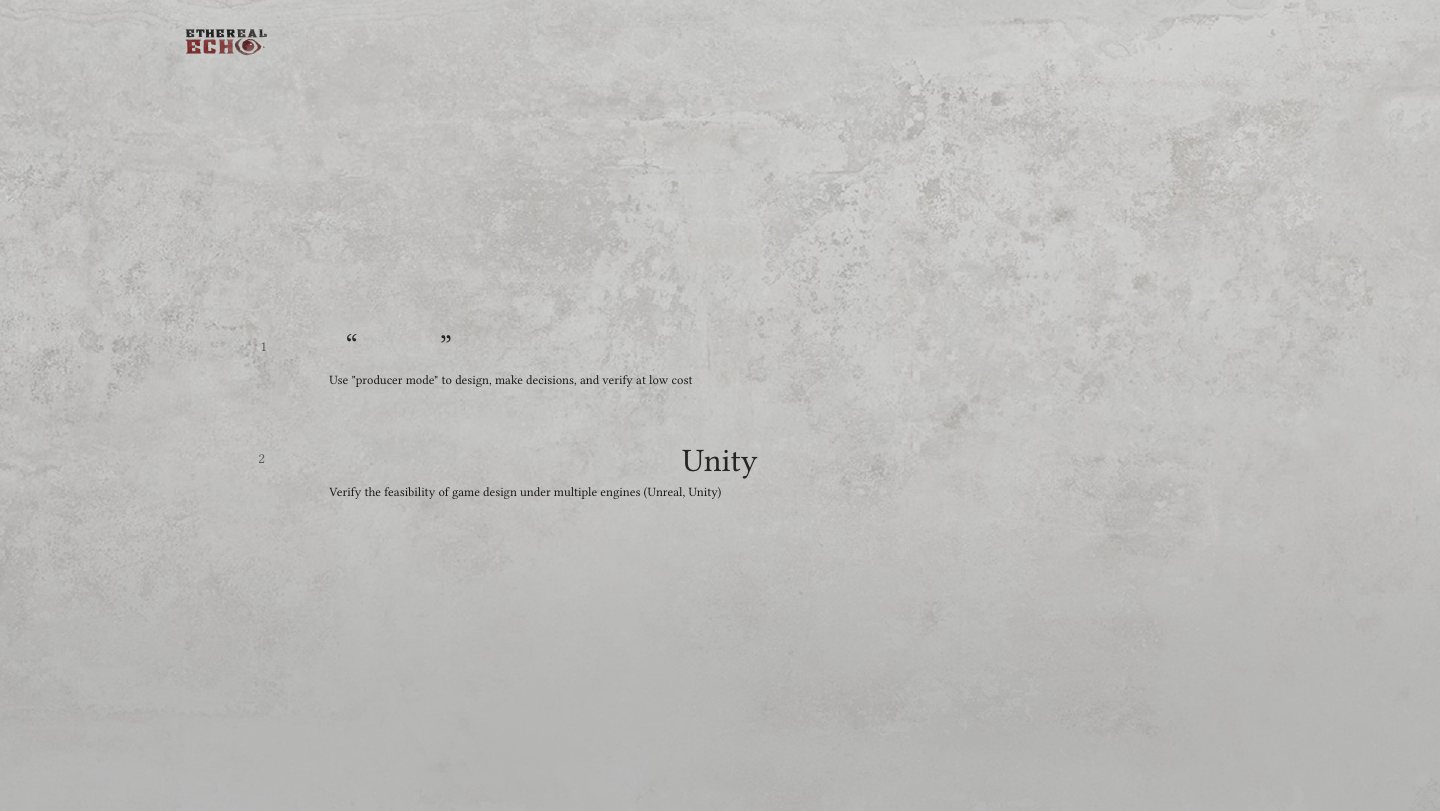 ETHEREAL
ECHO
1
“ ”
Use "producer mode" to design, make decisions, and verify at low cost
2
Unity
Verify the feasibility of game design under multiple engines (Unreal, Unity)